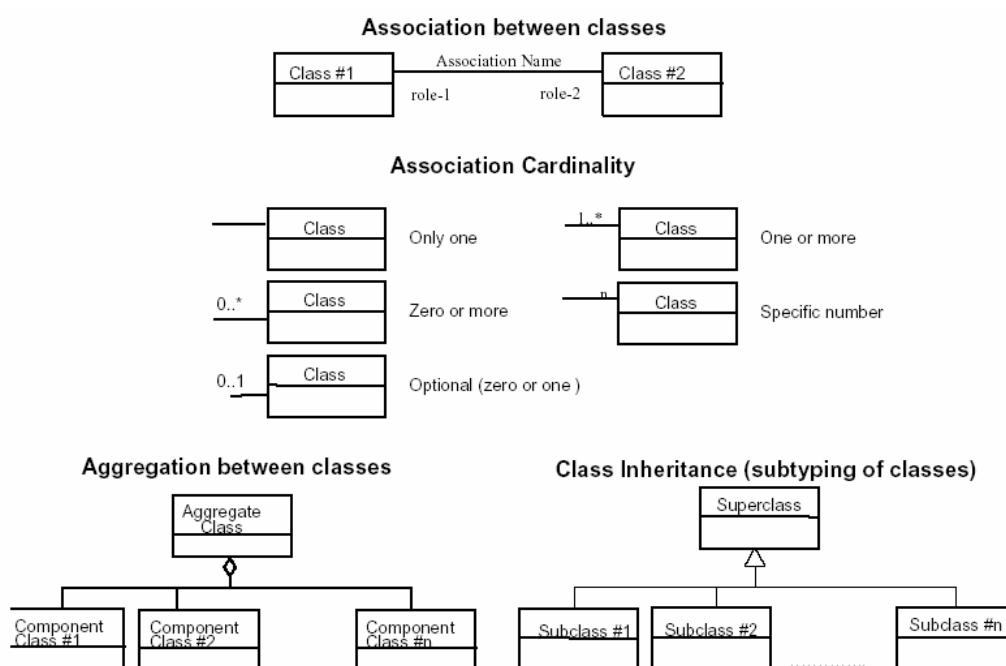 Association between classes
Class #1
Association Name
Class #2
role-1
role-2
Association Cardinality
Class
Only one
1..*
Class
One or more
0..*
Class
Zero or more
n
Class
Specific number
0..1
Class
Optional (zero or one )
Aggregation between classes
Aggregate
Class
Component
Class #1
Component
Class #2
Component
Class #n
Class Inheritance (subtyping of classes)
Superclass
Subclass #1
Subclass #2
Subclass #n